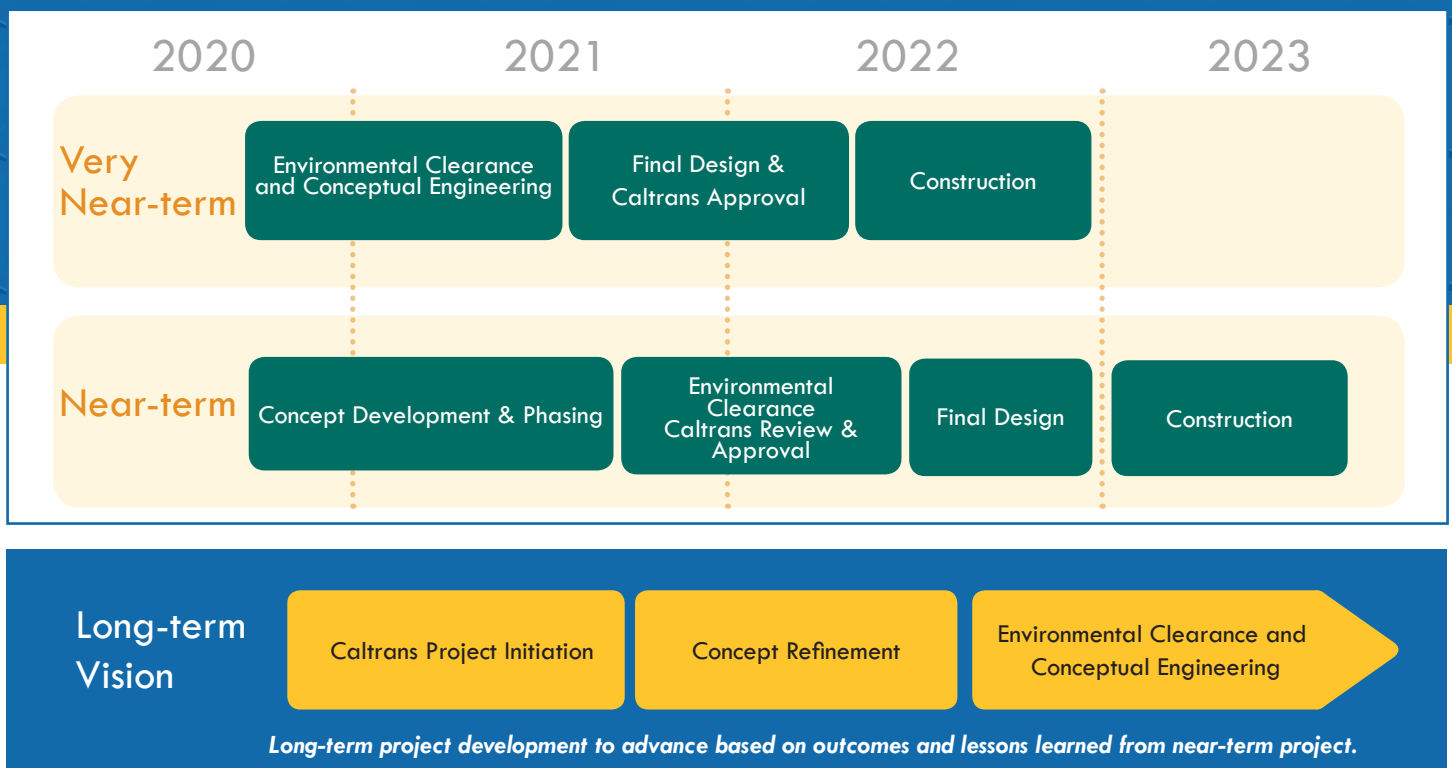 2020
2021
2022
2023
Very
Near-term
Environmental Clearance
and Conceptual Engineering
Final Design &
Caltrans Approval
Construction
Near-term
Concept Development & Phasing
Environmental
Clearance
Caltrans Review &
Approval
Final Design
Construction
Long-term
Vision
Caltrans Project Initiation
Concept Refinement
Environmental Clearance and
Conceptual Engineering
Long-term project development to advance based on outcomes and lessons learned from near-term project.